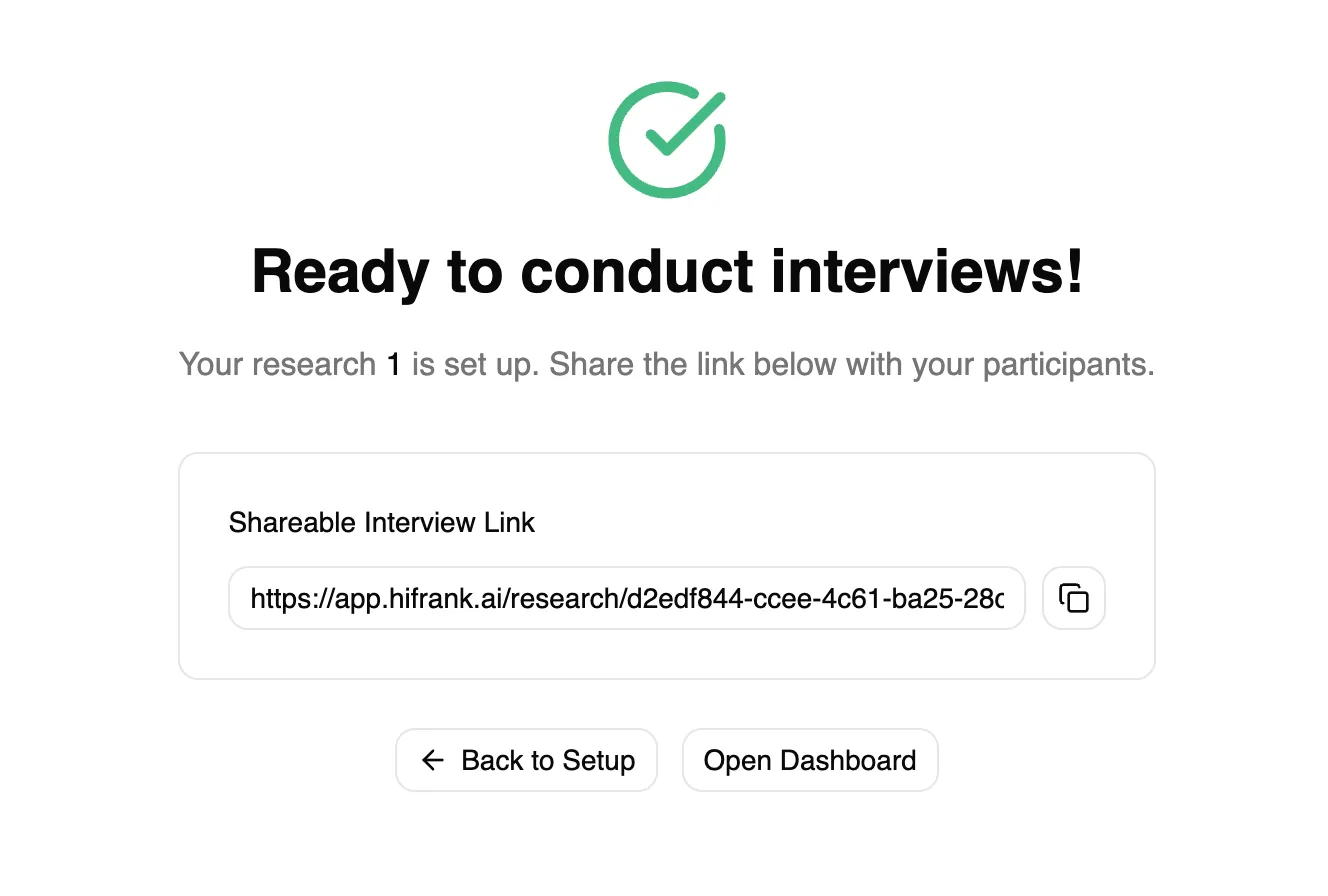 Ready to conduct interviews!
Your research 1 is set up. Share the link below with your participants.
Shareable Interview Link
https://app.hifrank.ai/research/d2edf844-ccee-4c61-ba25-28c
Back to Setup
Open Dashboard